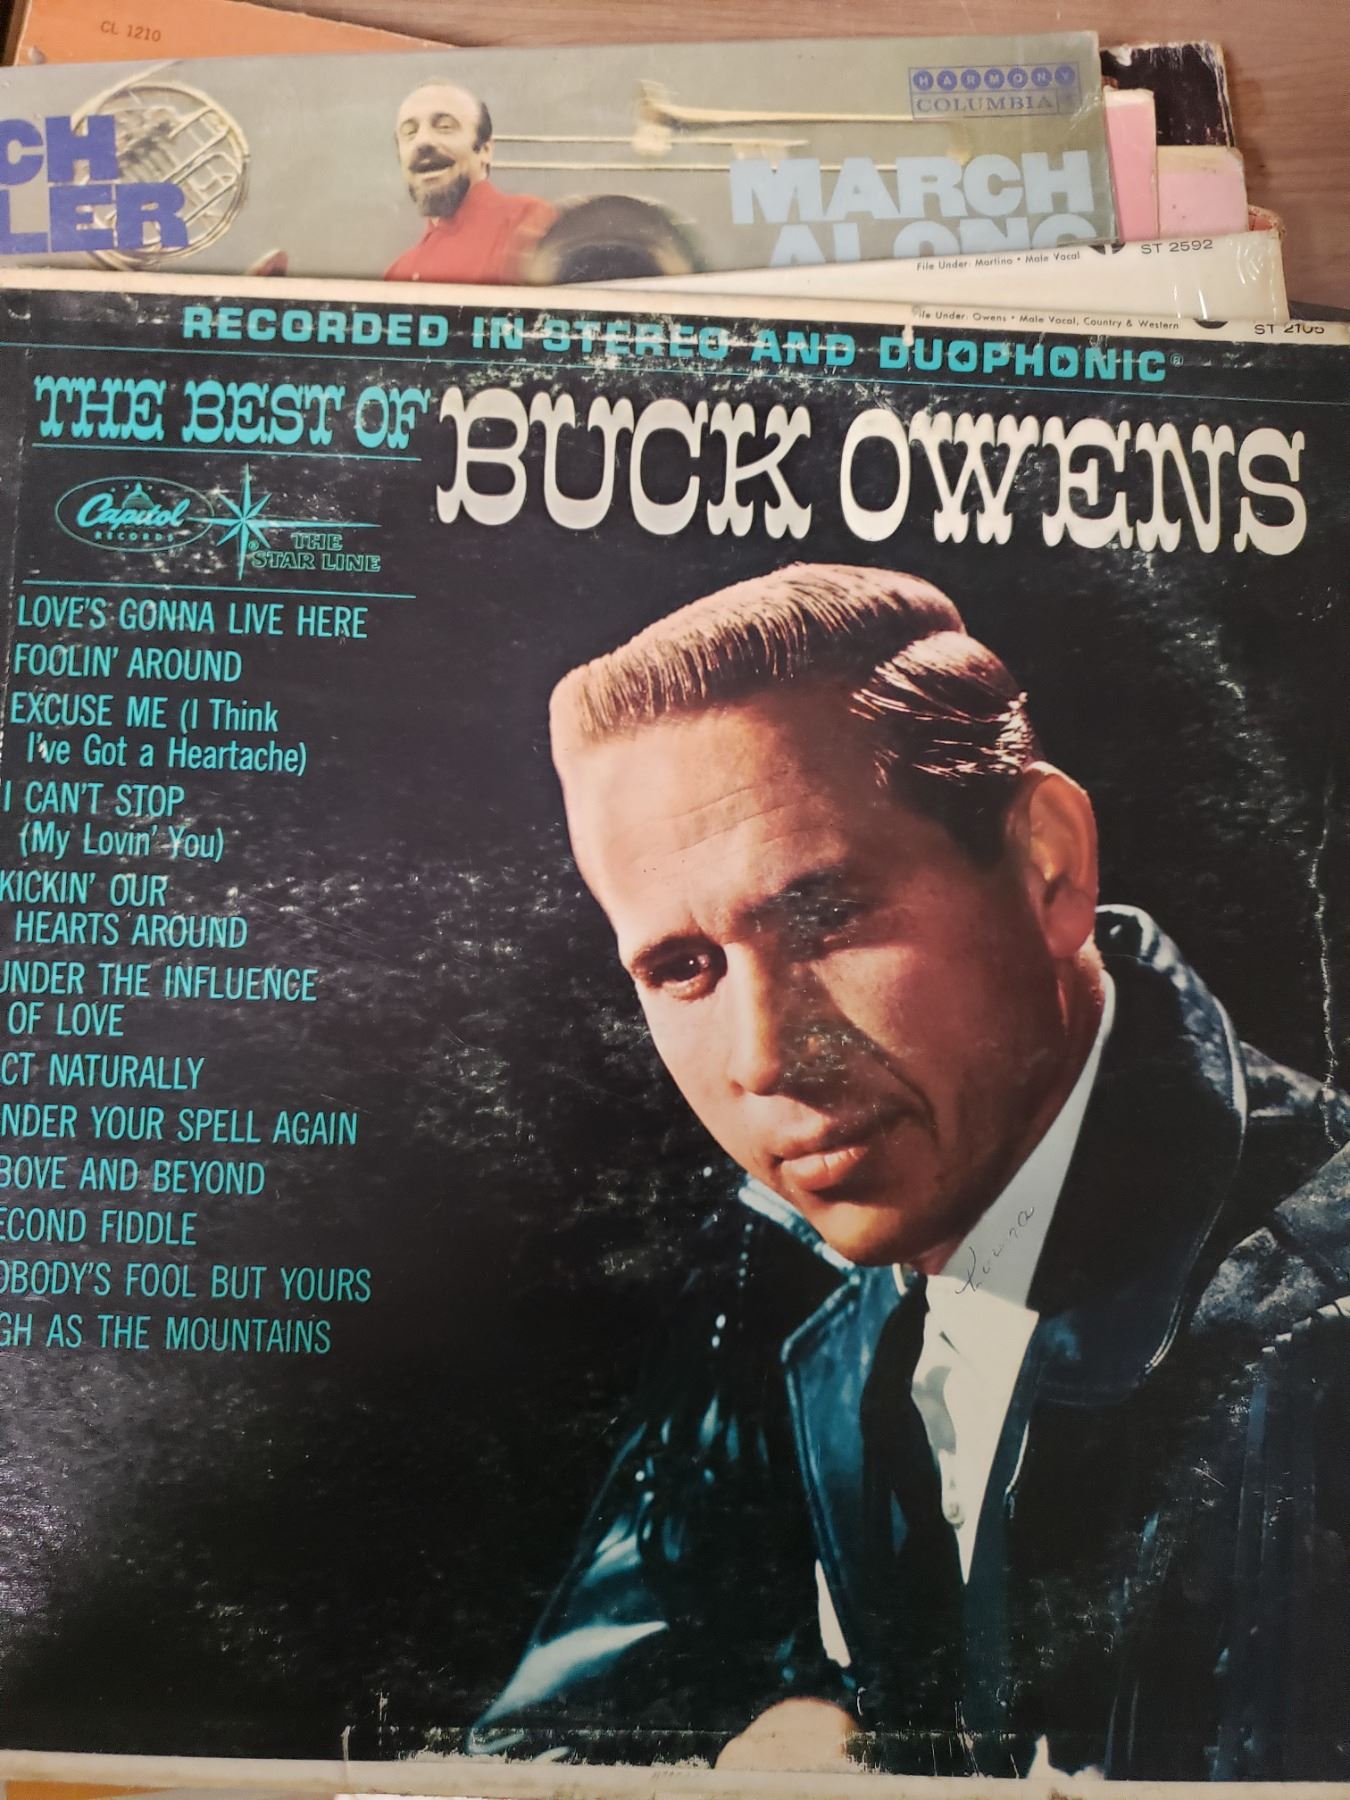 CL 1210
HARMONY
COLUMBIA
CH
LER
MARCH
ALONG
File Under: Martino • Male Vocal
ST 2592
File Under: Owens • Male Vocal, Country & Western
ST 2105
RECORDED IN STEREO AND DUOPHONIC®
THE BEST OF BUCK OWENS
Capitol
RECORDS
THE
STAR LINE
LOVE'S GONNA LIVE HERE
FOOLIN' AROUND
EXCUSE ME (I Think
I've Got a Heartache)
I CAN'T STOP
(My Lovin' You)
KICKIN' OUR
HEARTS AROUND
UNDER THE INFLUENCE
OF LOVE
CT NATURALLY
NDER YOUR SPELL AGAIN
BOVE AND BEYOND
ECOND FIDDLE
OBODY'S FOOL BUT YOURS
GH AS THE MOUNTAINS